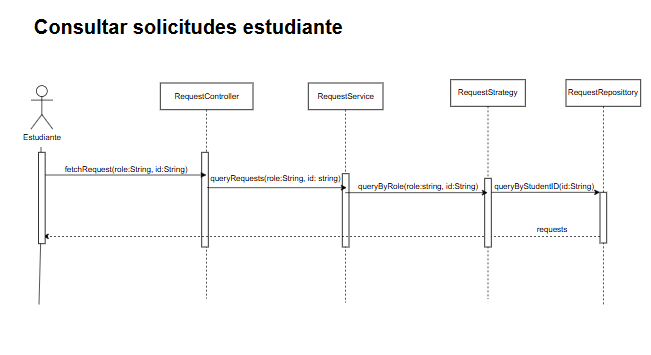 Consultar solicitudes estudiante
RequestController
RequestService
RequestStrategy
RequestReposittory
Estudiante
fetchRequest(role:String, id:String)
queryRequests(role:String, id: string)
queryByRole(role:string, id:String)
queryByStudentID(id:String)
requests